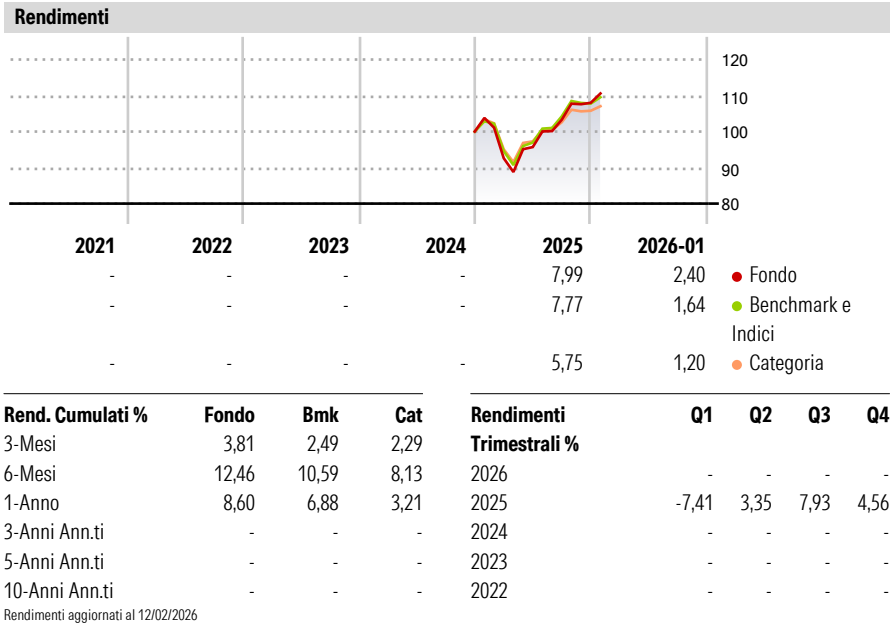 Rendimenti
120
110
100
90
80
2021 2022 2023 2024 2025 2026-01
- - - - 7,99 2,40 Fondo
- - - - 7,77 1,64 Benchmark e
Indici
- - - - 5,75 1,20 Categoria
Rend. Cumulati % Fondo Bmk Cat
3-Mesi 3,81 2,49 2,29
6-Mesi 12,46 10,59 8,13
1-Anno 8,60 6,88 3,21
3-Anni Ann.ti - - -
5-Anni Ann.ti - - -
10-Anni Ann.ti - - -
Rendimenti aggiornati al 12/02/2026
Rendimenti Q1 Q2 Q3 Q4
Trimestrali %
2026 - - - -
2025 -7,41 3,35 7,93 4,56
2024 - - - -
2023 - - - -
2022 - - - -